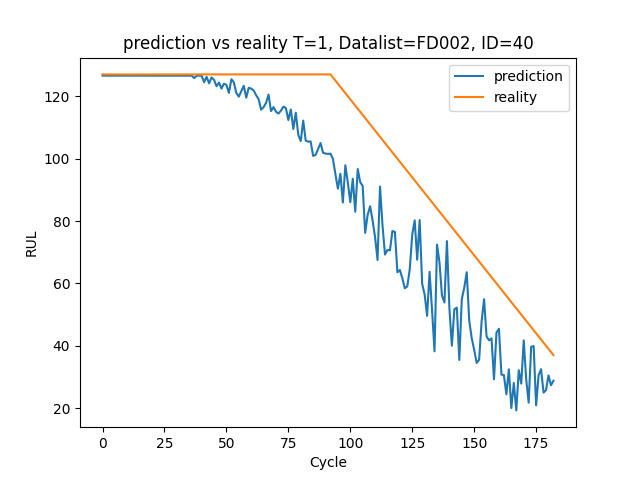 prediction vs reality T=1, Datalist=FD002, ID=40
prediction
reality
RUL
120
100
80
60
40
20
0 25 50 75 100 125 150 175
Cycle